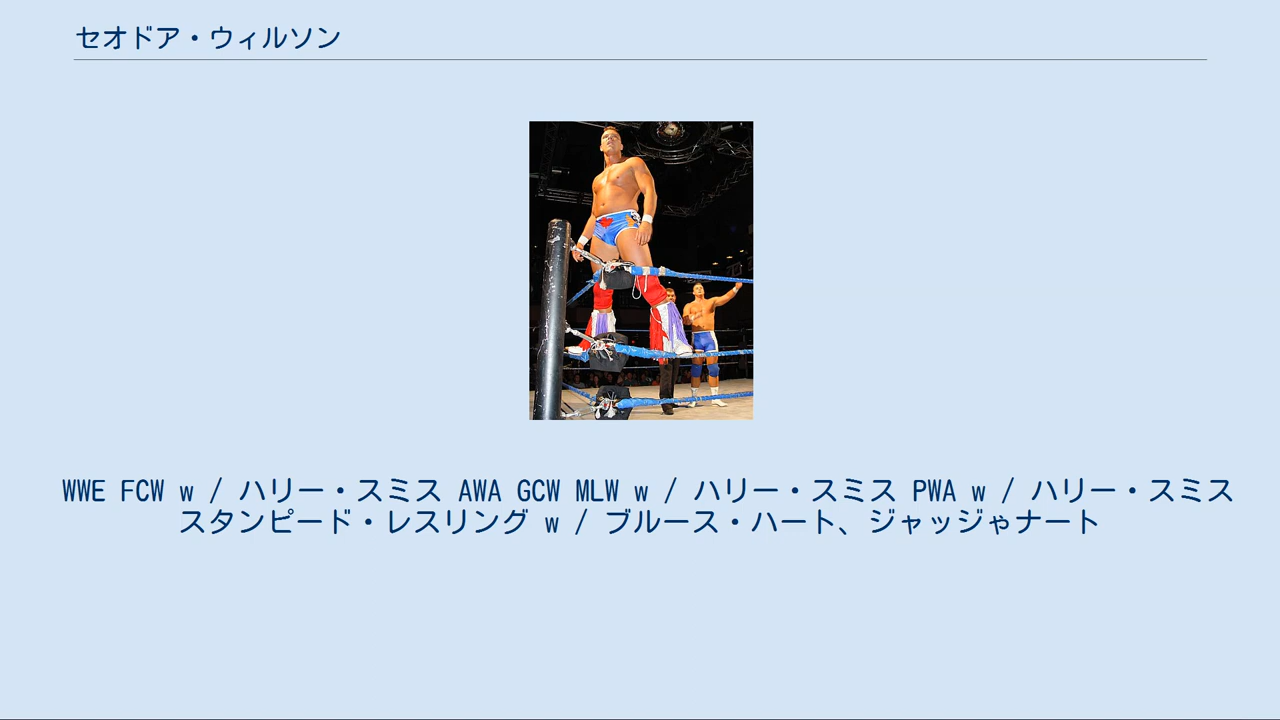 セオドア・ウィルソン
WWE FCW w / ハリー・スミス AWA GCW MLW w / ハリー・スミス PWA w / ハリー・スミス
スタンピード・レスリング w / ブルース・ハート、ジャッジゃナート